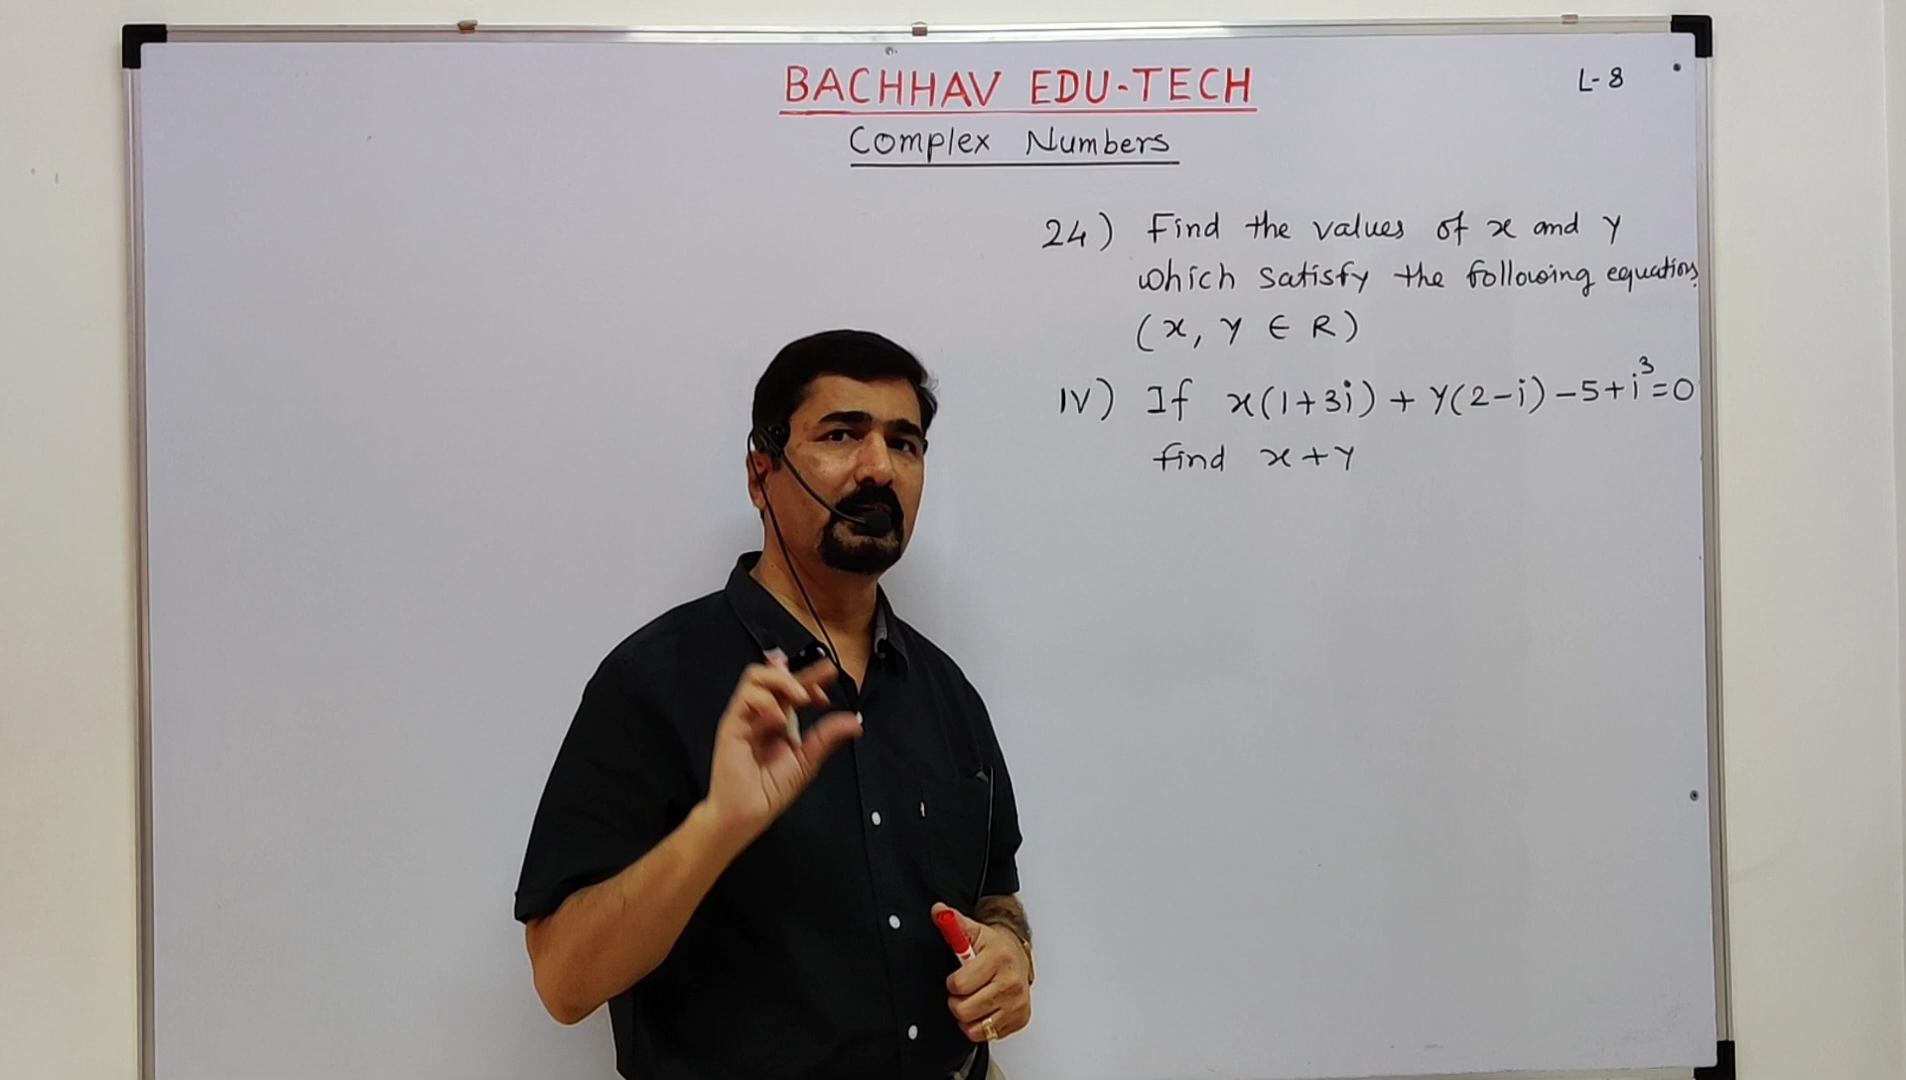 BACHHAV EDU-TECH
L-8
Complex Numbers
24) Find the values of x and y
which satisfy the following equations.
(x, y ∈ R)
IV) If x(1+3i) + y(2-i) -5+i³=0
find x+y